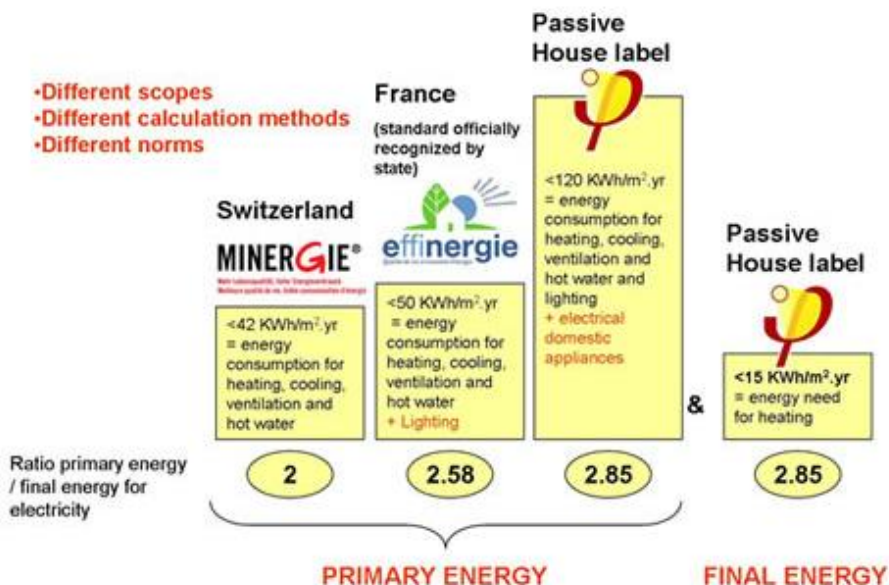 Passive
House label
•Different scopes
•Different calculation methods
•Different norms
France
(standard officially
recognized by
state)
Switzerland
MINERGIE®
effinergie
<120 KWh/m².yr
= energy
consumption for
heating, cooling,
ventilation and
hot water and
lighting
+ electrical
domestic
appliances
Passive
House label
<42 KWh/m².yr
= energy
consumption for
heating, cooling,
ventilation and
hot water
<50 KWh/m².yr
= energy
consumption for
heating, cooling,
ventilation and
hot water
+ Lighting
&
<15 KWh/m².yr
= energy need
for heating
Ratio primary energy
/ final energy for
electricity
2
2.58
2.85
2.85
PRIMARY ENERGY
FINAL ENERGY